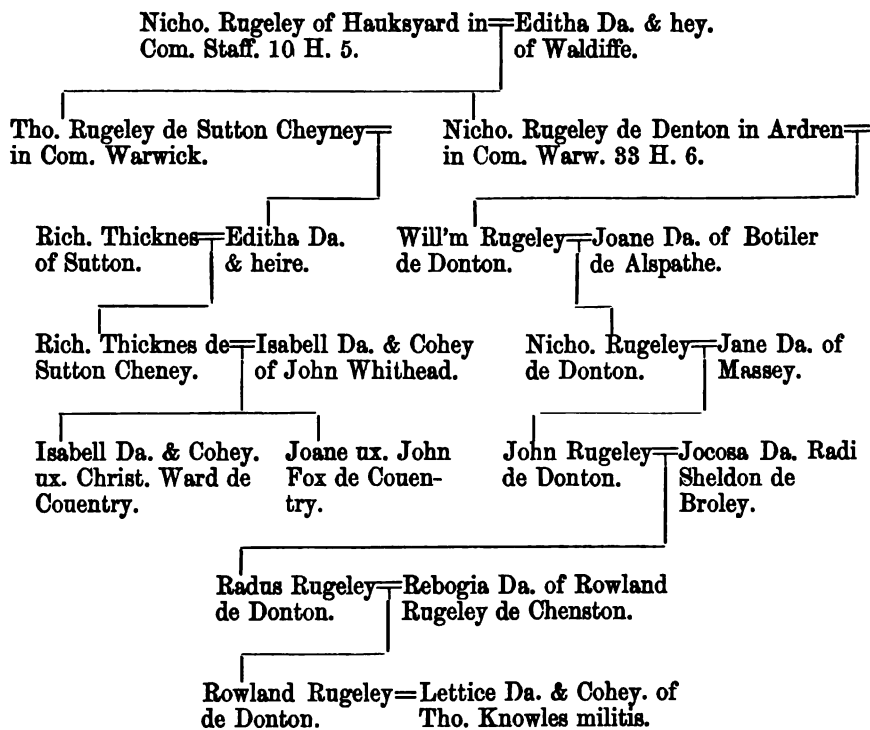 Nicho. Rugeley of Hauksyard in
Com. Staff. 10 H. 5.
Editha Da. & hey.
of Waldiffe.
Tho. Rugeley de Sutton Cheyney
in Com. Warwick.
Nicho. Rugeley de Denton in Ardren
in Com. Warw. 33 H. 6.
Rich. Thicknes
of Sutton.
Editha Da.
& heire.
Will'm Rugeley
de Donton.
Joane Da. of Botiler
de Alspathe.
Rich. Thicknes de
Sutton Cheney.
Isabell Da. & Cohey
of John Whithead.
Nicho. Rugeley
de Donton.
Jane Da. of
Massey.
Isabell Da. & Cohey.
ux. Christ. Ward de
Couentry.
Joane ux. John
Fox de Couen-
try.
John Rugeley
de Donton.
Jocosa Da. Radi
Sheldon de
Broley.
Radus Rugeley
de Donton.
Rebogia Da. of Rowland
Rugeley de Chenston.
Rowland Rugeley
de Donton.
Lettice Da. & Cohey. of
Tho. Knowles militis.